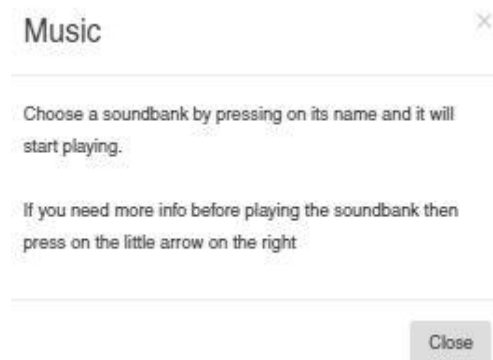 Music
×
Choose a soundbank by pressing on its name and it will
start playing.
If you need more info before playing the soundbank then
press on the little arrow on the right
Close